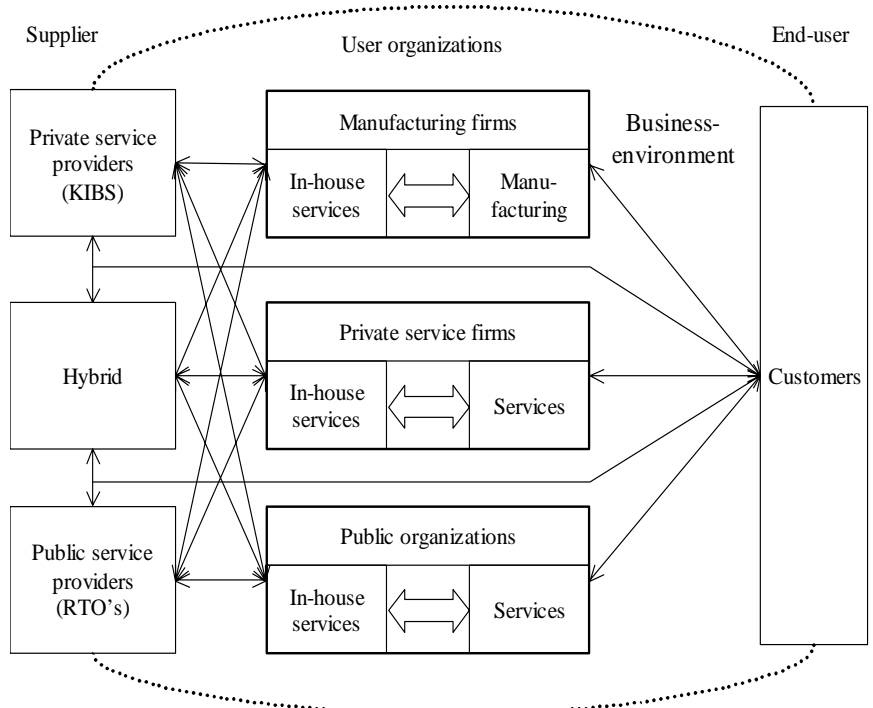 Supplier
User organizations
End-user
Private service
providers
(KIBS)
Manufacturing firms
In-house
services
Manu-
facturing
Business-
environment
Hybrid
Private service firms
In-house
services
Services
Customers
Public service
providers
(RTO's)
Public organizations
In-house
services
Services